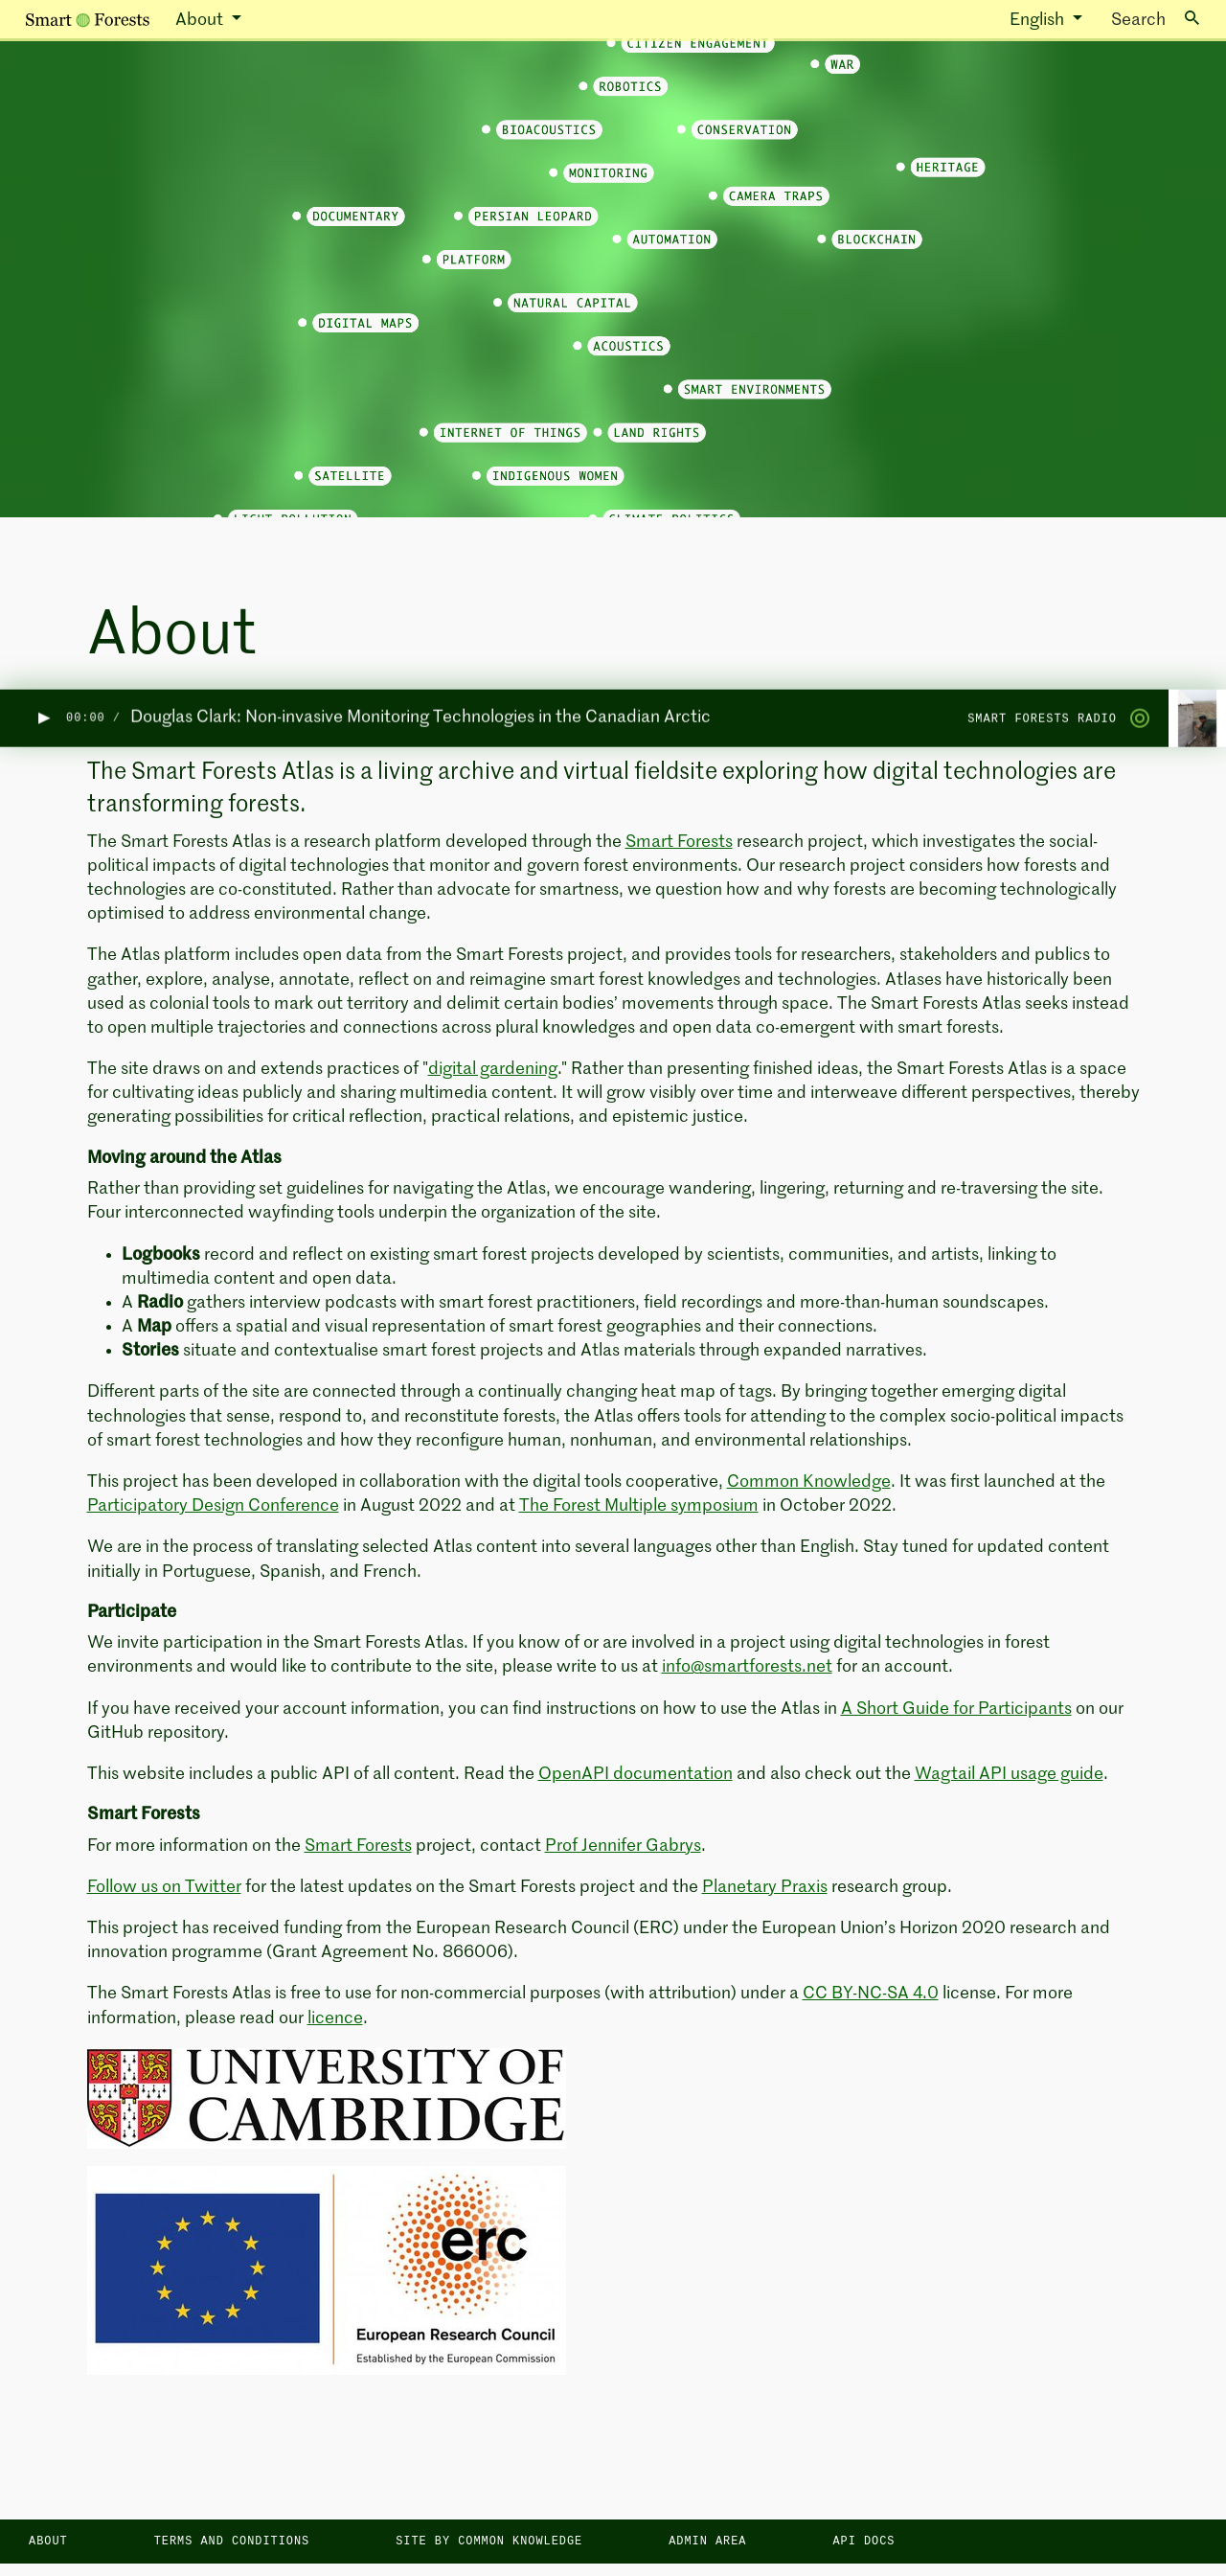 Smart Forests About English Search
CITIZEN ENGAGEMENT
WAR
ROBOTICS
BIOACOUSTICS CONSERVATION
HERITAGE
MONITORING
CAMERA TRAPS
DOCUMENTARY PERSIAN LEOPARD
AUTOMATION BLOCKCHAIN
PLATFORM
NATURAL CAPITAL
DIGITAL MAPS
ACOUSTICS
SMART ENVIRONMENTS
INTERNET OF THINGS LAND RIGHTS
SATELLITE INDIGENOUS WOMEN
LIGHT POLLUTION CLIMATE POLITICS
About
00:00 / Douglas Clark: Non-invasive Monitoring Technologies in the Canadian Arctic SMART FORESTS RADIO
The Smart Forests Atlas is a living archive and virtual fieldsite exploring how digital technologies are
transforming forests.
The Smart Forests Atlas is a research platform developed through the Smart Forests research project, which investigates the social-
political impacts of digital technologies that monitor and govern forest environments. Our research project considers how forests and
technologies are co-constituted. Rather than advocate for smartness, we question how and why forests are becoming technologically
optimised to address environmental change.
The Atlas platform includes open data from the Smart Forests project, and provides tools for researchers, stakeholders and publics to
gather, explore, analyse, annotate, reflect on and reimagine smart forest knowledges and technologies. Atlases have historically been
used as colonial tools to mark out territory and delimit certain bodies’ movements through space. The Smart Forests Atlas seeks instead
to open multiple trajectories and connections across plural knowledges and open data co-emergent with smart forests.
The site draws on and extends practices of "digital gardening." Rather than presenting finished ideas, the Smart Forests Atlas is a space
for cultivating ideas publicly and sharing multimedia content. It will grow visibly over time and interweave different perspectives, thereby
generating possibilities for critical reflection, practical relations, and epistemic justice.
Moving around the Atlas
Rather than providing set guidelines for navigating the Atlas, we encourage wandering, lingering, returning and re-traversing the site.
Four interconnected wayfinding tools underpin the organization of the site.
• Logbooks record and reflect on existing smart forest projects developed by scientists, communities, and artists, linking to
multimedia content and open data.
• A Radio gathers interview podcasts with smart forest practitioners, field recordings and more-than-human soundscapes.
• A Map offers a spatial and visual representation of smart forest geographies and their connections.
• Stories situate and contextualise smart forest projects and Atlas materials through expanded narratives.
Different parts of the site are connected through a continually changing heat map of tags. By bringing together emerging digital
technologies that sense, respond to, and reconstitute forests, the Atlas offers tools for attending to the complex socio-political impacts
of smart forest technologies and how they reconfigure human, nonhuman, and environmental relationships.
This project has been developed in collaboration with the digital tools cooperative, Common Knowledge. It was first launched at the
Participatory Design Conference in August 2022 and at The Forest Multiple symposium in October 2022.
We are in the process of translating selected Atlas content into several languages other than English. Stay tuned for updated content
initially in Portuguese, Spanish, and French.
Participate
We invite participation in the Smart Forests Atlas. If you know of or are involved in a project using digital technologies in forest
environments and would like to contribute to the site, please write to us at info@smartforests.net for an account.
If you have received your account information, you can find instructions on how to use the Atlas in A Short Guide for Participants on our
GitHub repository.
This website includes a public API of all content. Read the OpenAPI documentation and also check out the Wagtail API usage guide.
Smart Forests
For more information on the Smart Forests project, contact Prof Jennifer Gabrys.
Follow us on Twitter for the latest updates on the Smart Forests project and the Planetary Praxis research group.
This project has received funding from the European Research Council (ERC) under the European Union’s Horizon 2020 research and
innovation programme (Grant Agreement No. 866006).
The Smart Forests Atlas is free to use for non-commercial purposes (with attribution) under a CC BY-NC-SA 4.0 license. For more
information, please read our licence.
UNIVERSITY OF
CAMBRIDGE
erc
European Research Council
Established by the European Commission
ABOUT TERMS AND CONDITIONS SITE BY COMMON KNOWLEDGE ADMIN AREA API DOCS